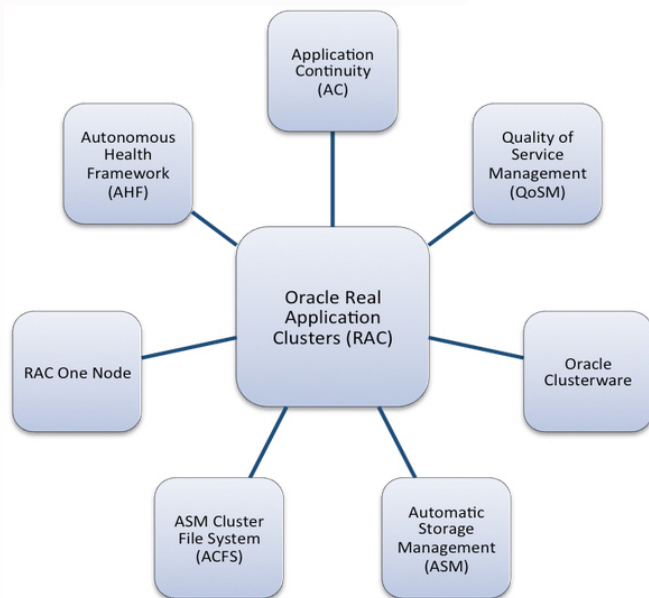 Application
Continuity
(AC)
Autonomous
Health
Framework
(AHF)
Quality of
Service
Management
(QoSM)
Oracle Real
Application
Clusters (RAC)
RAC One Node
Oracle
Clusterware
ASM Cluster
File System
(ACFS)
Automatic
Storage
Management
(ASM)